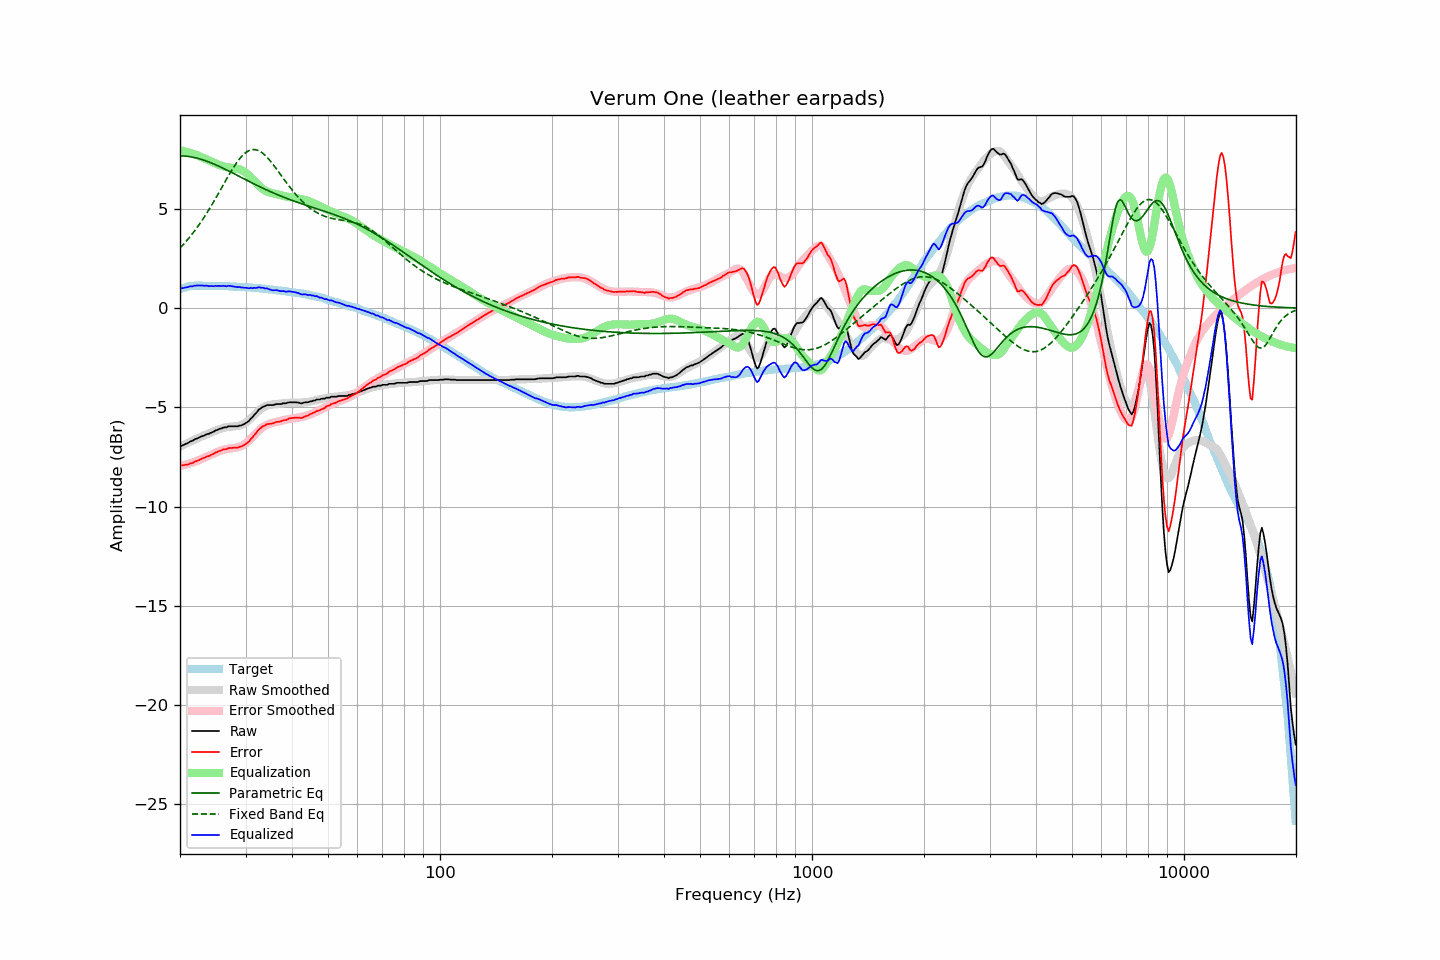 Verum One (leather earpads)
Amplitude (dBr)
5
0
−5
−10
−15
−20
−25
Target
Raw Smoothed
Error Smoothed
Raw
Error
Equalization
Parametric Eq
Fixed Band Eq
Equalized
100
1000
10000
Frequency (Hz)